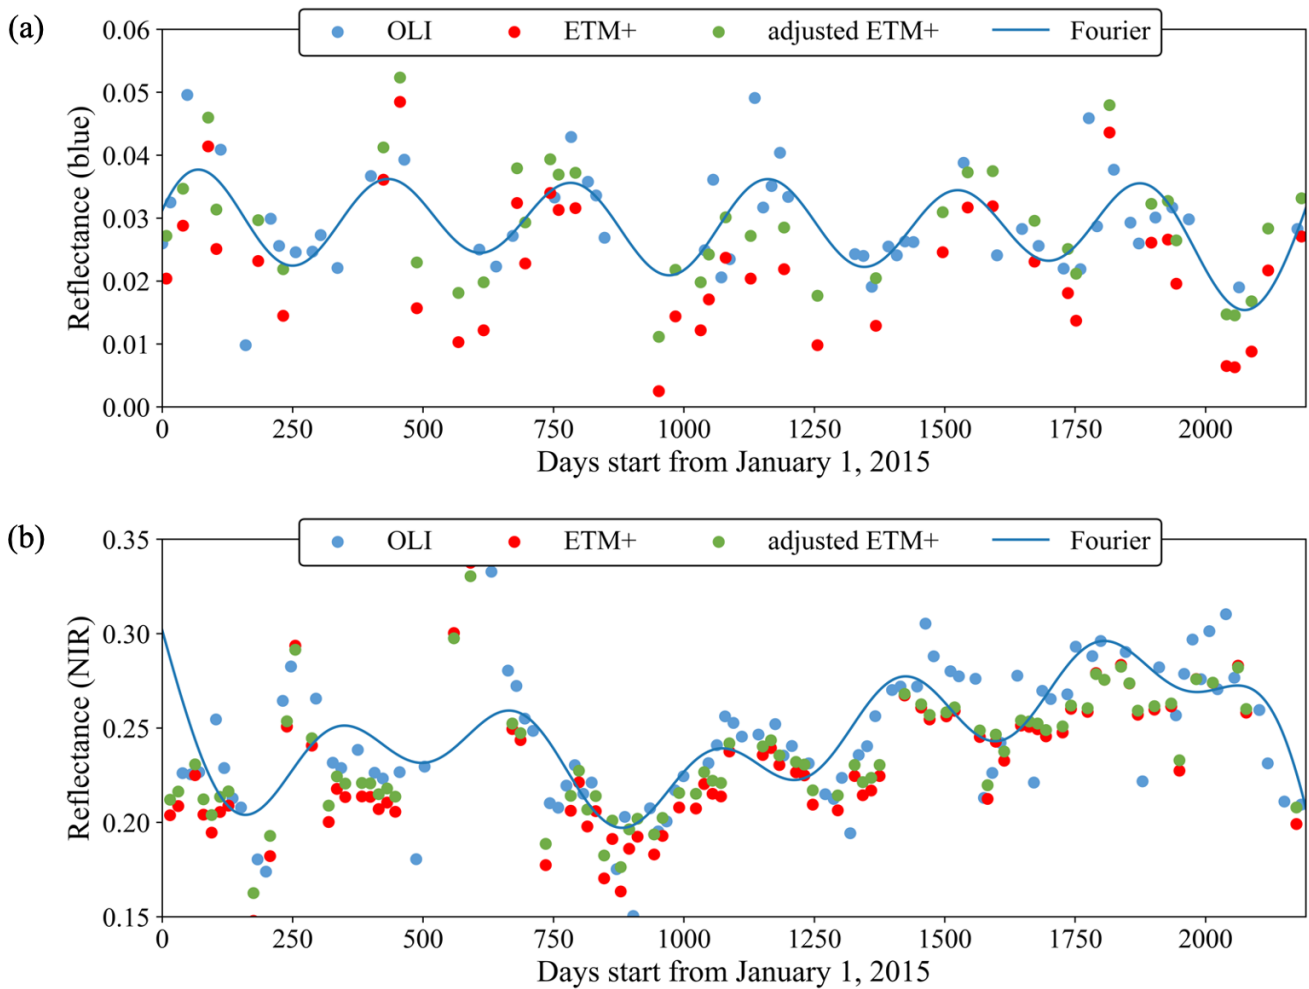 (a)
OLI ETM+ adjusted ETM+ Fourier
Reflectance (blue)
0.06
0.05
0.04
0.03
0.02
0.01
0.00
0 250 500 750 1000 1250 1500 1750 2000
Days start from January 1, 2015
(b)
OLI ETM+ adjusted ETM+ Fourier
Reflectance (NIR)
0.35
0.30
0.25
0.20
0.15
0 250 500 750 1000 1250 1500 1750 2000
Days start from January 1, 2015